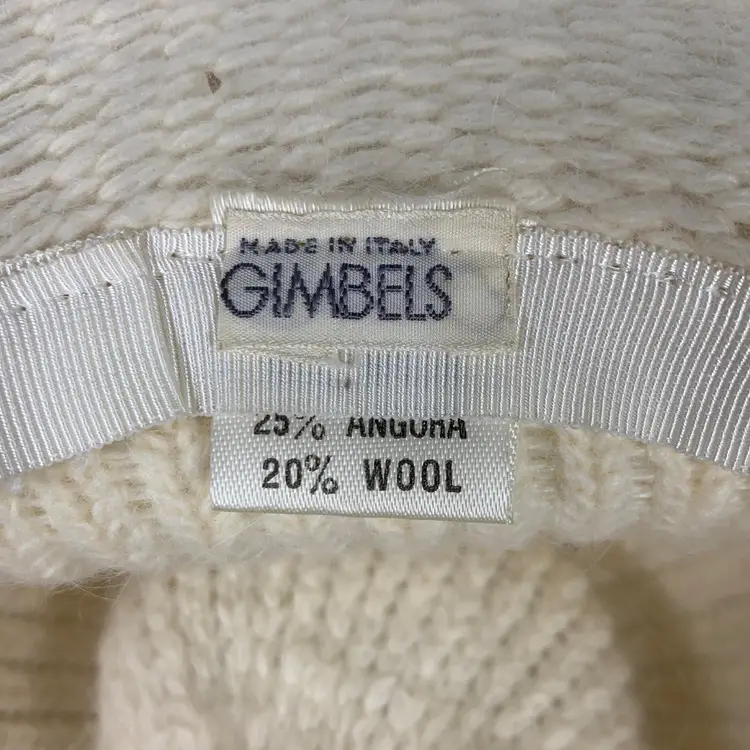 MADE IN ITALY
GIMBELS
25% ANGORA
20% WOOL